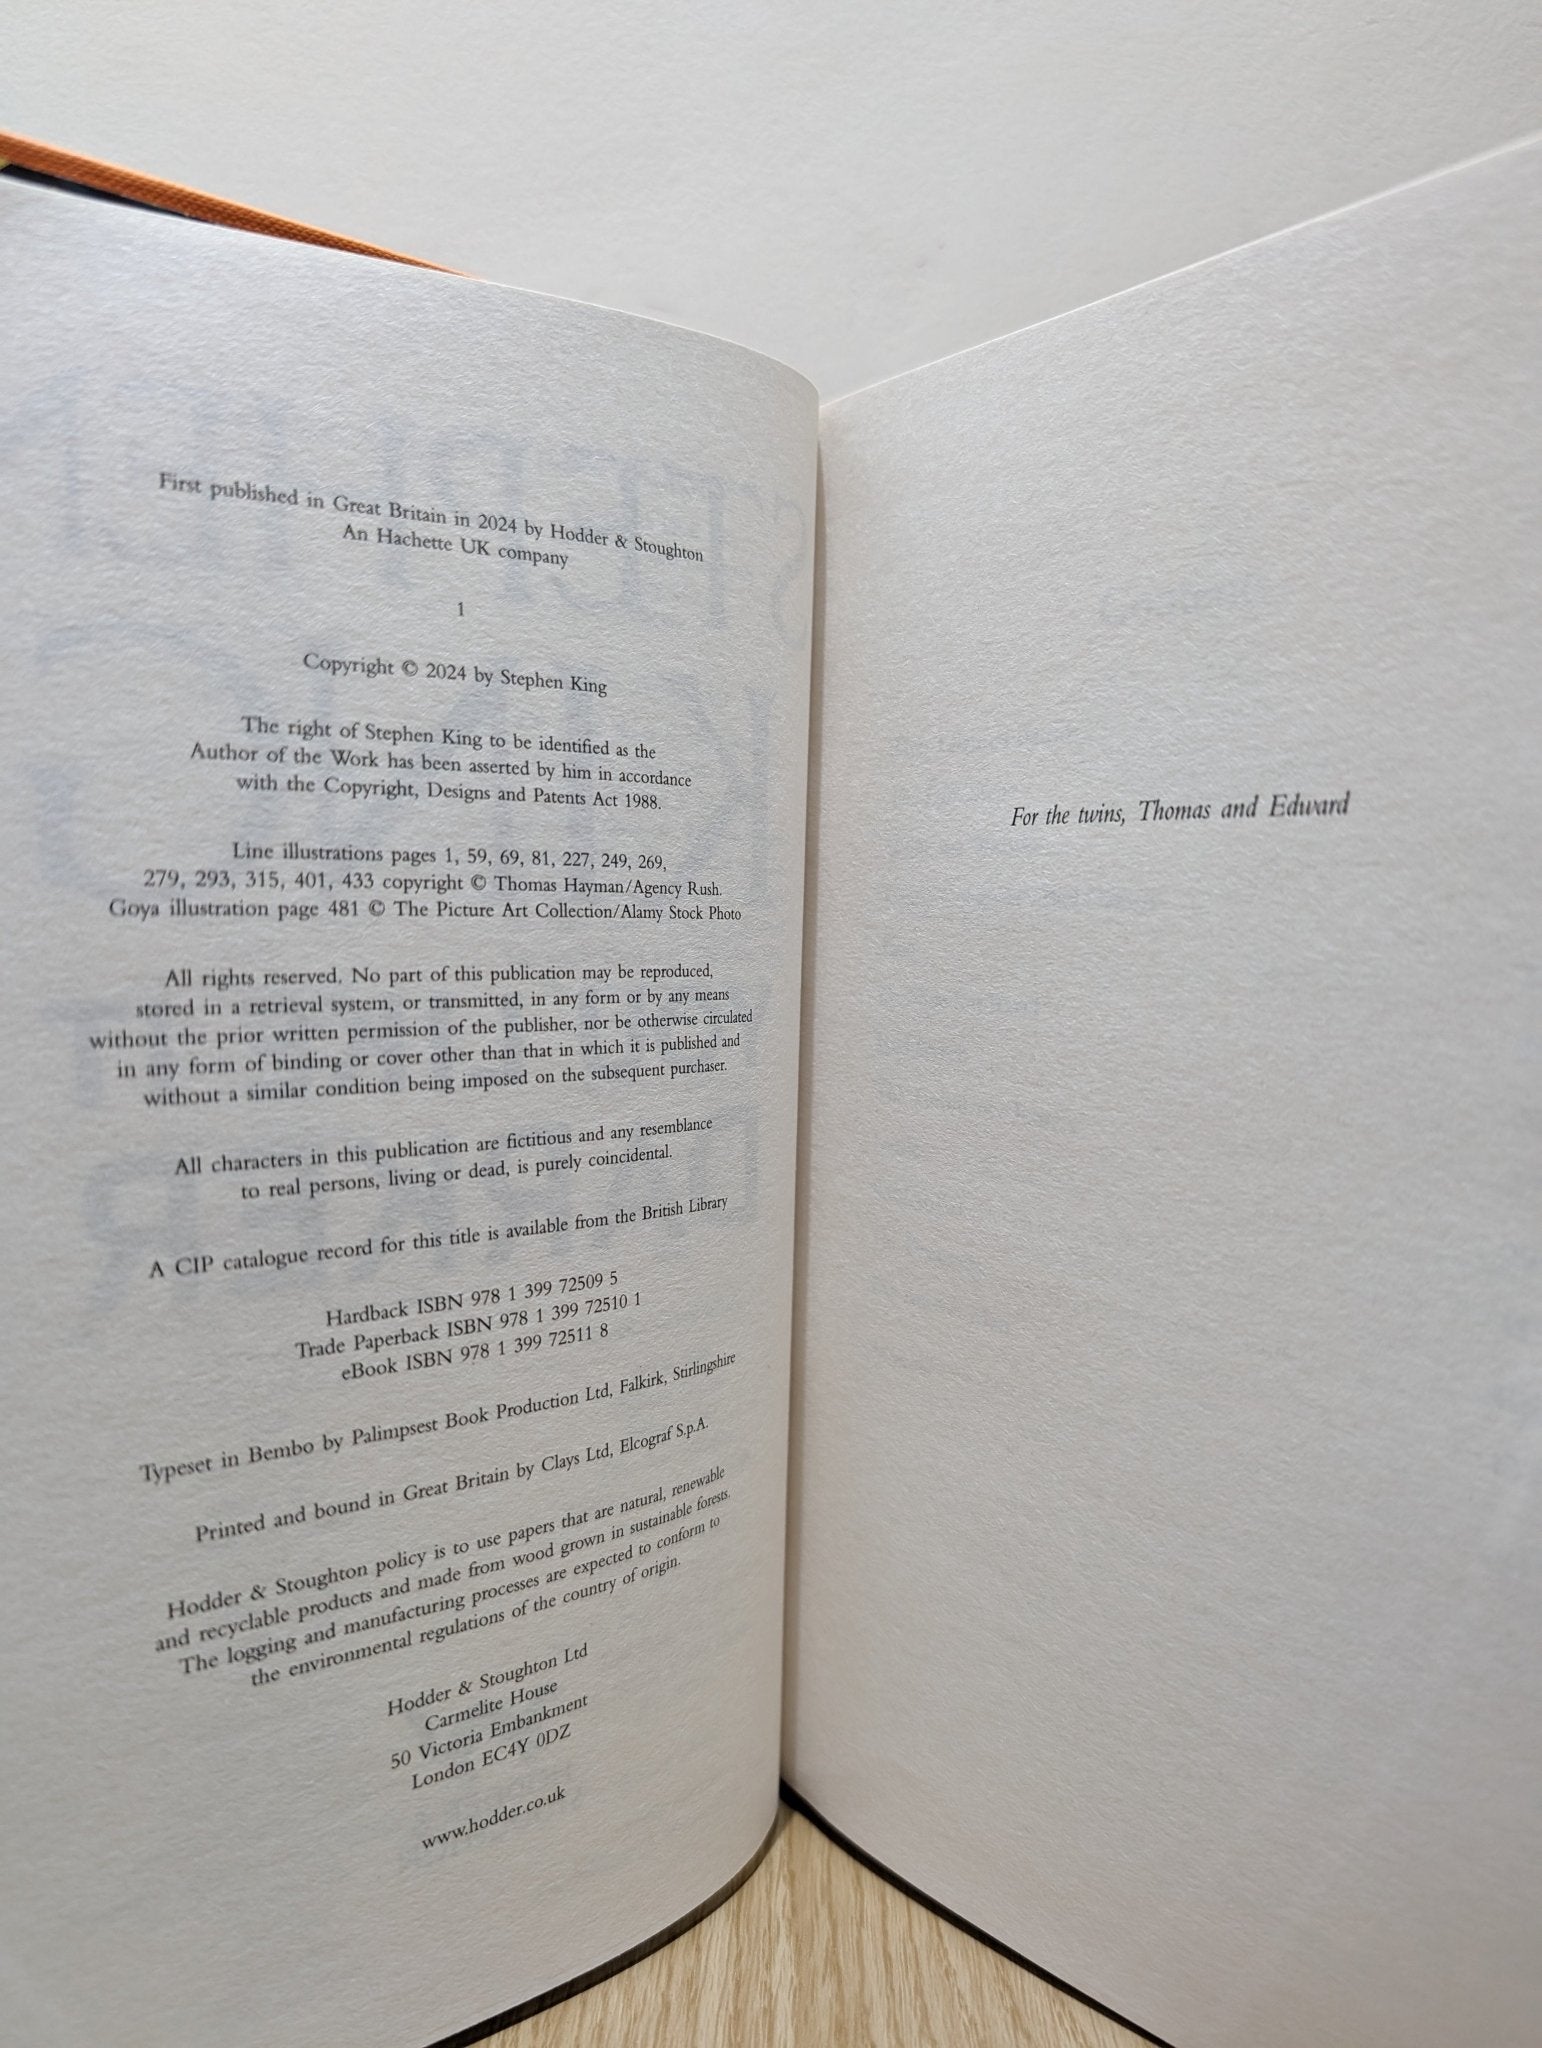 First published in Great Britain in 2024 by Hodder & Stoughton
An Hachette UK company
1
Copyright © 2024 by Stephen King
The right of Stephen King to be identified as the
Author of the Work has been asserted by him in accordance
with the Copyright, Designs and Patents Act 1988.
Line illustrations pages 1, 59, 69, 81, 227, 249, 269,
279, 293, 315, 401, 433 copyright © Thomas Hayman/Agency Rush.
Goya illustration page 481 © The Picture Art Collection/Alamy Stock Photo
All rights reserved. No part of this publication may be reproduced,
stored in a retrieval system, or transmitted, in any form or by any means
without the prior written permission of the publisher, nor be otherwise circulated
in any form of binding or cover other than that in which it is published and
without a similar condition being imposed on the subsequent purchaser.
All characters in this publication are fictitious and any resemblance
to real persons, living or dead, is purely coincidental.
A CIP catalogue record for this title is available from the British Library
Hardback ISBN 978 1 399 72509 5
Trade Paperback ISBN 978 1 399 72510 1
eBook ISBN 978 1 399 72511 8
Typeset in Bembo by Palimpsest Book Production Ltd, Falkirk, Stirlingshire
Printed and bound in Great Britain by Clays Ltd, Elcograf S.p.A.
Hodder & Stoughton policy is to use papers that are natural, renewable
and recyclable products and made from wood grown in sustainable forests.
The logging and manufacturing processes are expected to conform to
the environmental regulations of the country of origin.
Hodder & Stoughton Ltd
Carmelite House
50 Victoria Embankment
London EC4Y 0DZ
www.hodder.co.uk
For the twins, Thomas and Edward